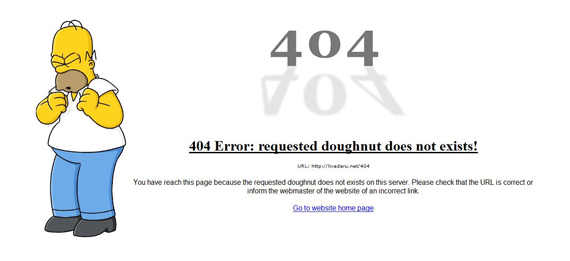 404
404 Error: requested doughnut does not exists!
URL: http://livadaru.net/404
You have reach this page because the requested doughnut does not exists on this server. Please check that the URL is correct or
inform the webmaster of the website of an incorrect link.
Go to website home page